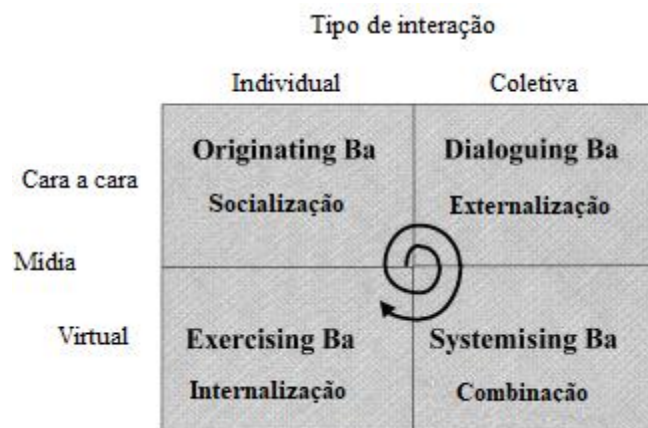 Tipo de interação
Individual Coletiva
Originating Ba Dialoguing Ba
Cara a cara
Socialização Externalização
Mídia
Virtual Exercising Ba Systemising Ba
Internalização Combinação